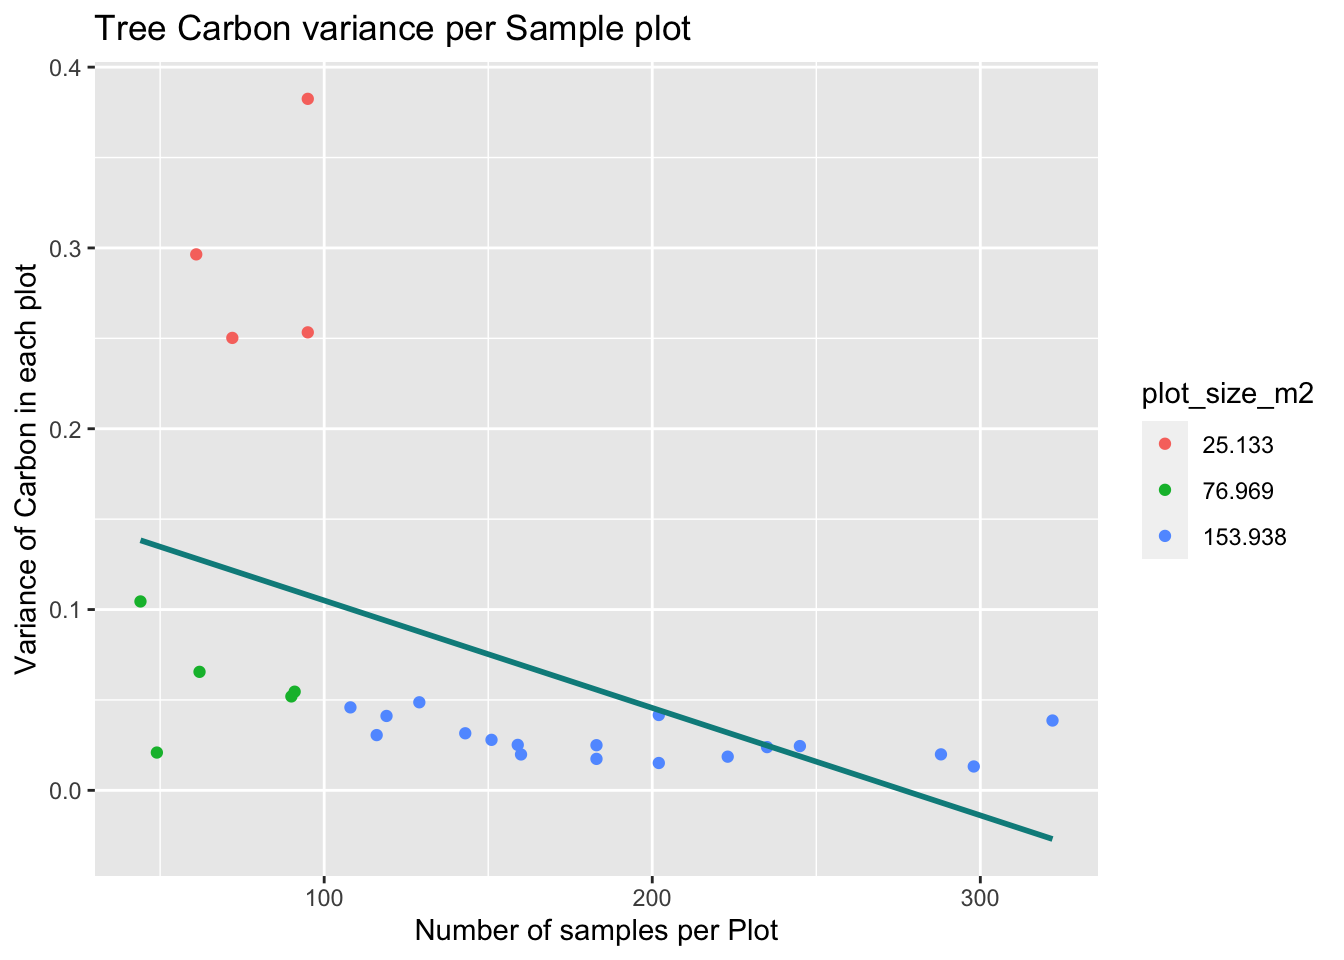 Tree Carbon variance per Sample plot
Variance of Carbon in each plot
0.4
0.3
0.2
0.1
0.0
100
200
300
Number of samples per Plot
plot_size_m2
25.133
76.969
153.938